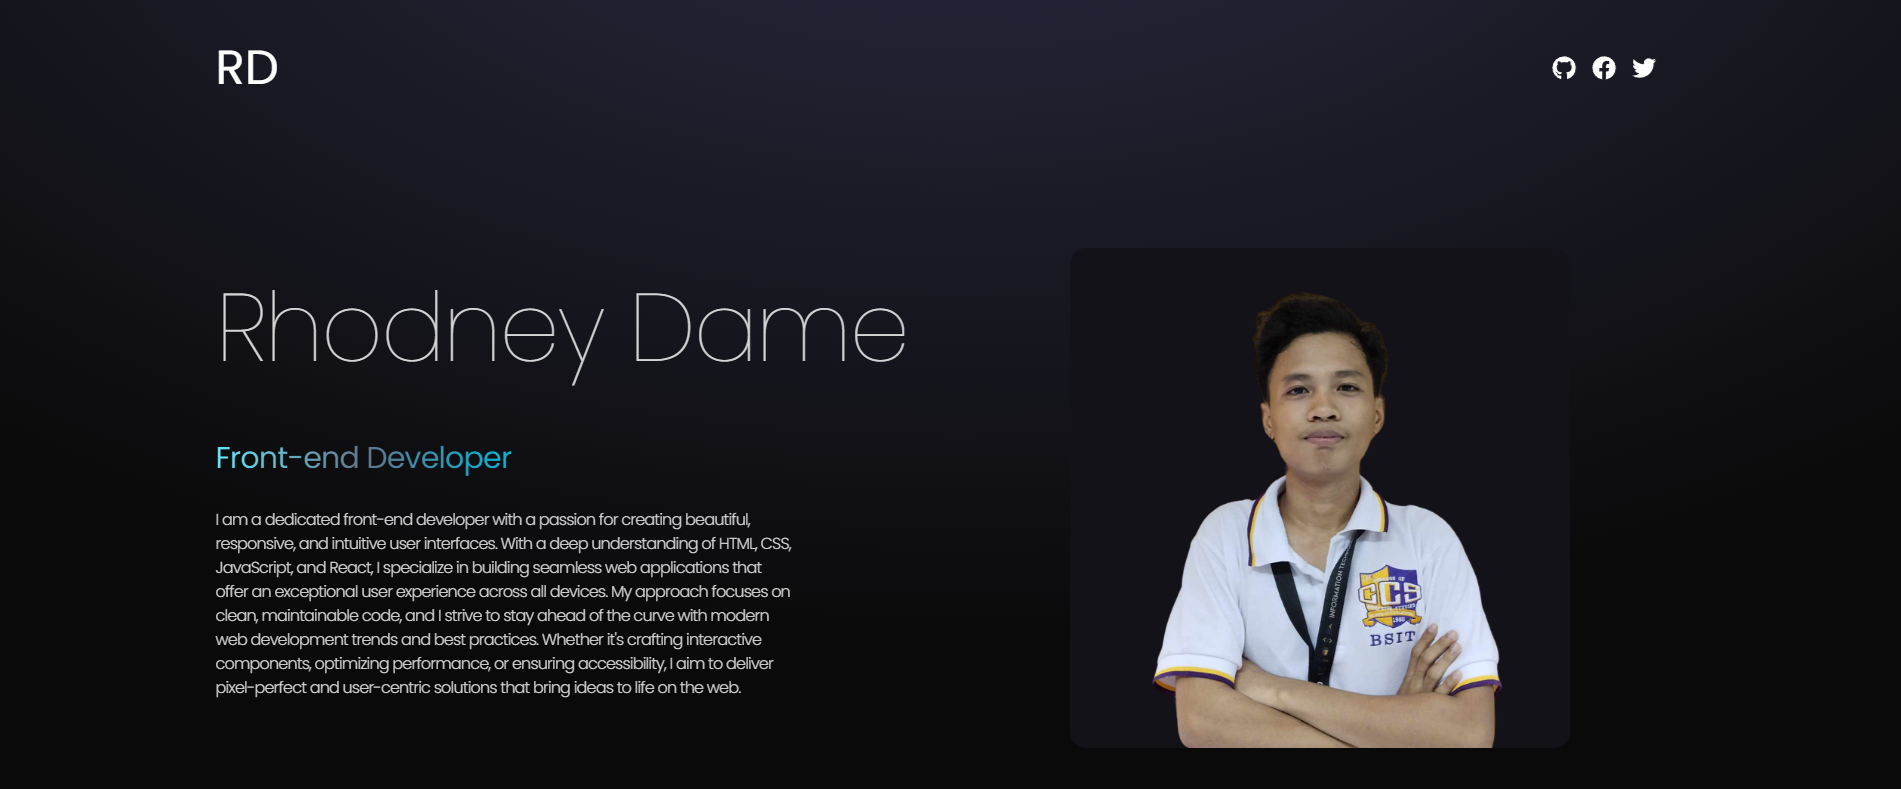 RD
Rhodney Dame
Front-end Developer
I am a dedicated front-end developer with a passion for creating beautiful,
responsive, and intuitive user interfaces. With a deep understanding of HTML, CSS,
JavaScript, and React, I specialize in building seamless web applications that
offer an exceptional user experience across all devices. My approach focuses on
clean, maintainable code, and I strive to stay ahead of the curve with modern
web development trends and best practices. Whether it's crafting interactive
components, optimizing performance, or ensuring accessibility, I aim to deliver
pixel-perfect and user-centric solutions that bring ideas to life on the web.
INFORMATION
CCS
1980
BSIT